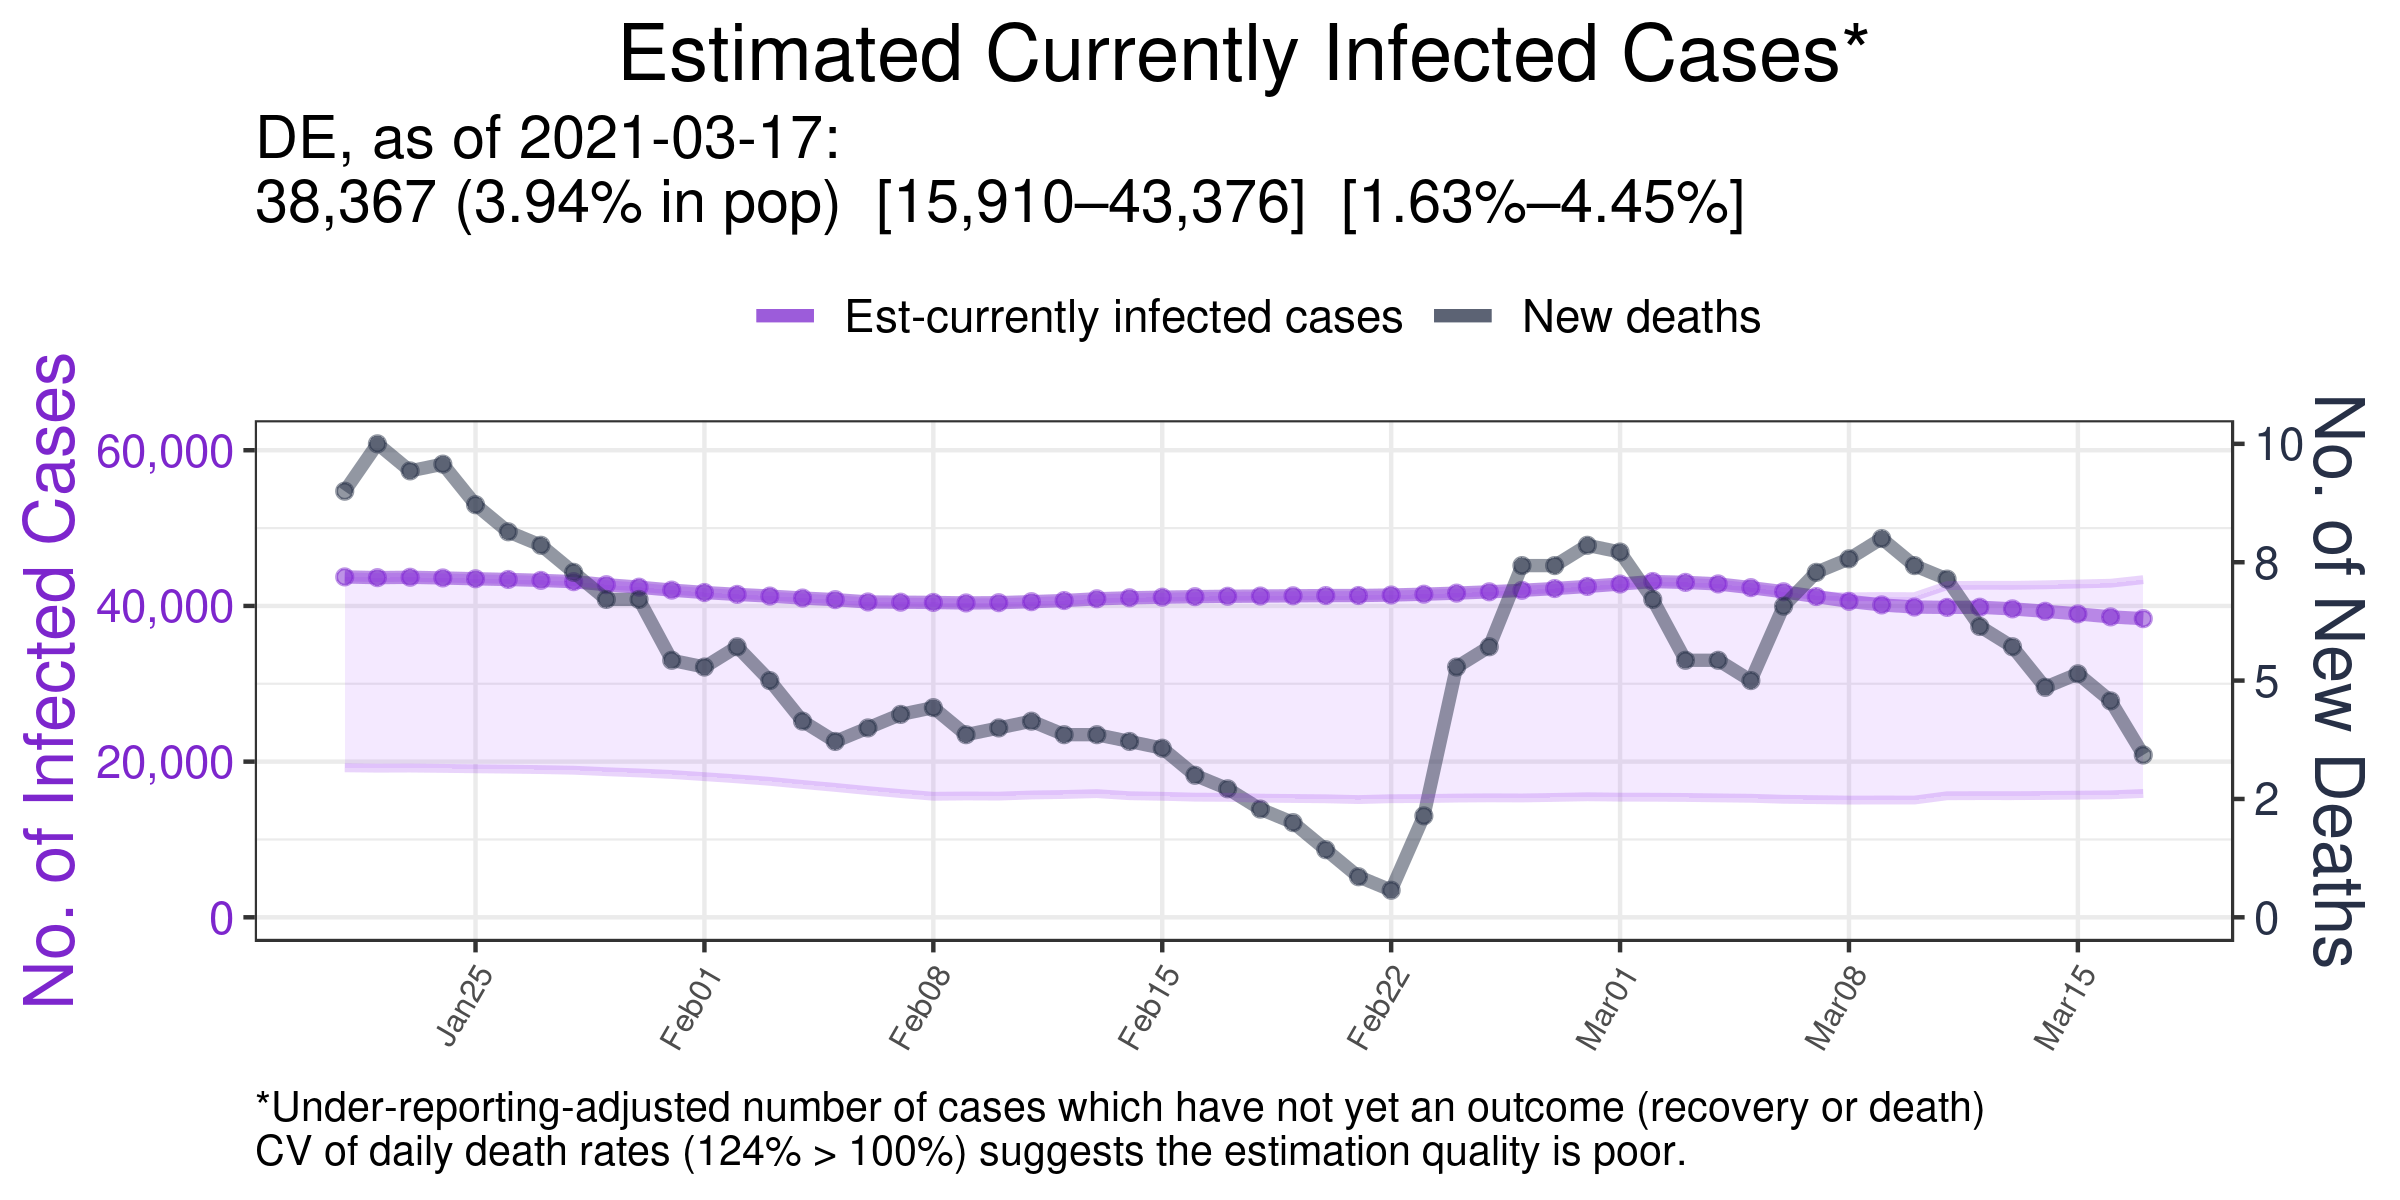 Estimated Currently Infected Cases*
DE, as of 2021-03-17:
38,367 (3.94% in pop)  [15,910–43,376]  [1.63%–4.45%]
Est-currently infected cases
New deaths
No. of Infected Cases
60,000
40,000
20,000
0
10
8
5
2
0
No. of New Deaths
Jan25
Feb01
Feb08
Feb15
Feb22
Mar01
Mar08
Mar15
*Under-reporting-adjusted number of cases which have not yet an outcome (recovery or death)
CV of daily death rates (124% > 100%) suggests the estimation quality is poor.